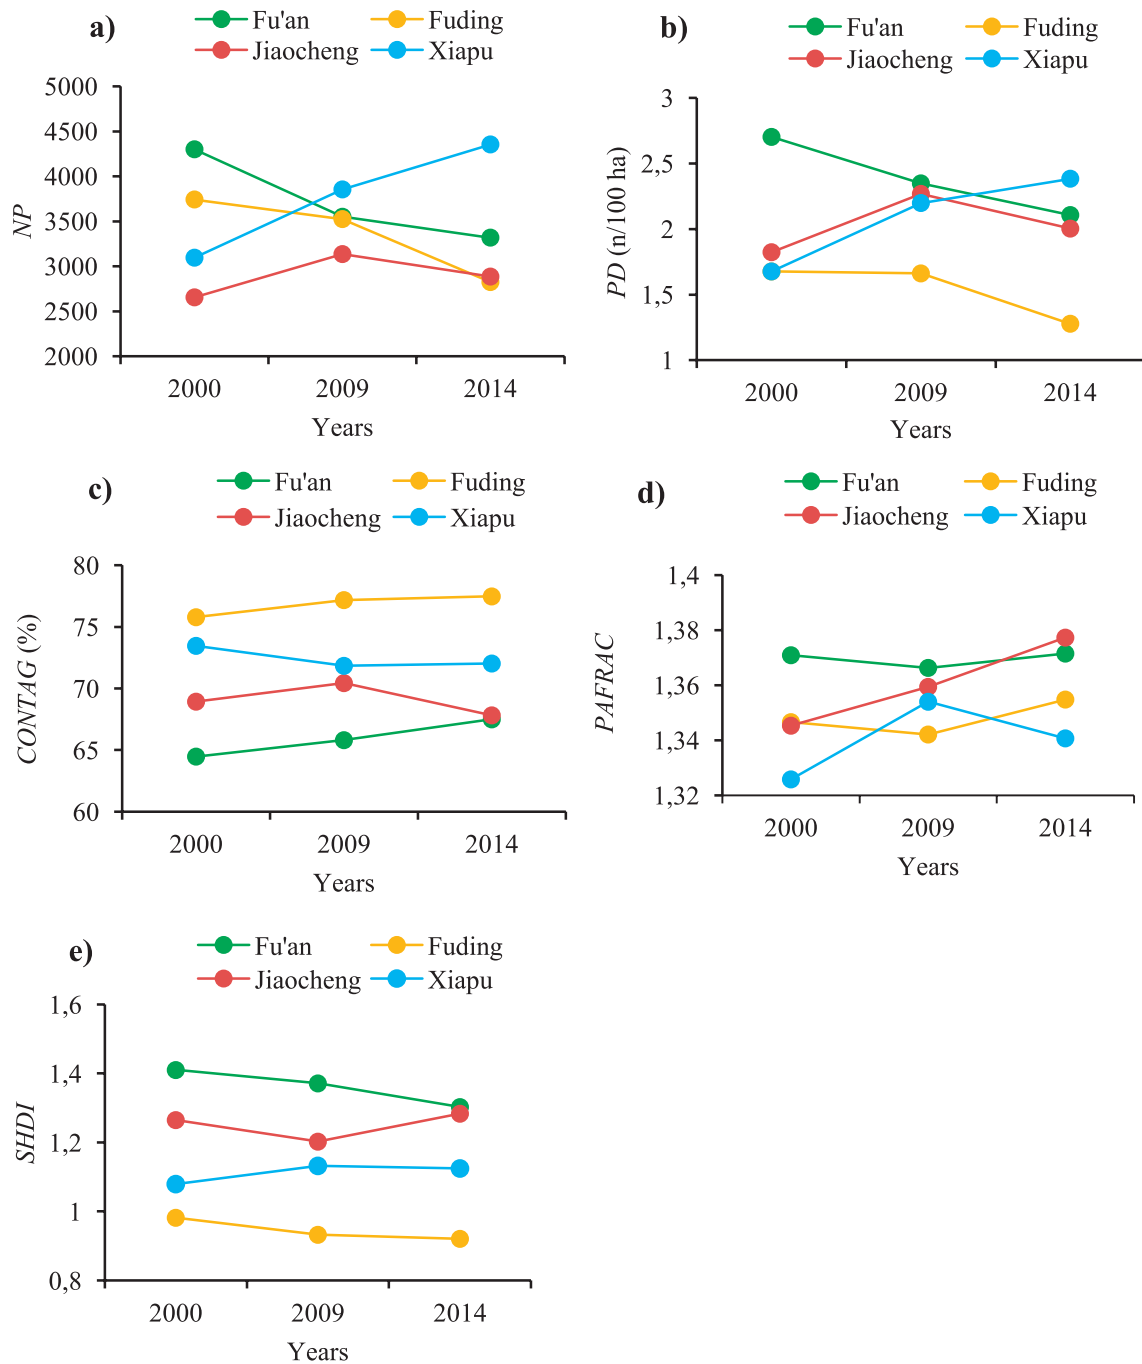 a)
Fu'an Fuding
Jiaocheng Xiapu
5000
4500
4000
3500
3000
2500
2000
NP
2000 2009 2014
Years
b)
Fu'an Fuding
Jiaocheng Xiapu
3
2,5
2
1,5
1
PD (n/100 ha)
2000 2009 2014
Years
c)
Fu'an Fuding
Jiaocheng Xiapu
80
75
70
65
60
CONTAG (%)
2000 2009 2014
Years
d)
Fu'an Fuding
Jiaocheng Xiapu
1,4
1,38
1,36
1,34
1,32
PAFRAC
2000 2009 2014
Years
e)
Fu'an Fuding
Jiaocheng Xiapu
1,6
1,4
1,2
1
0,8
SHDI
2000 2009 2014
Years